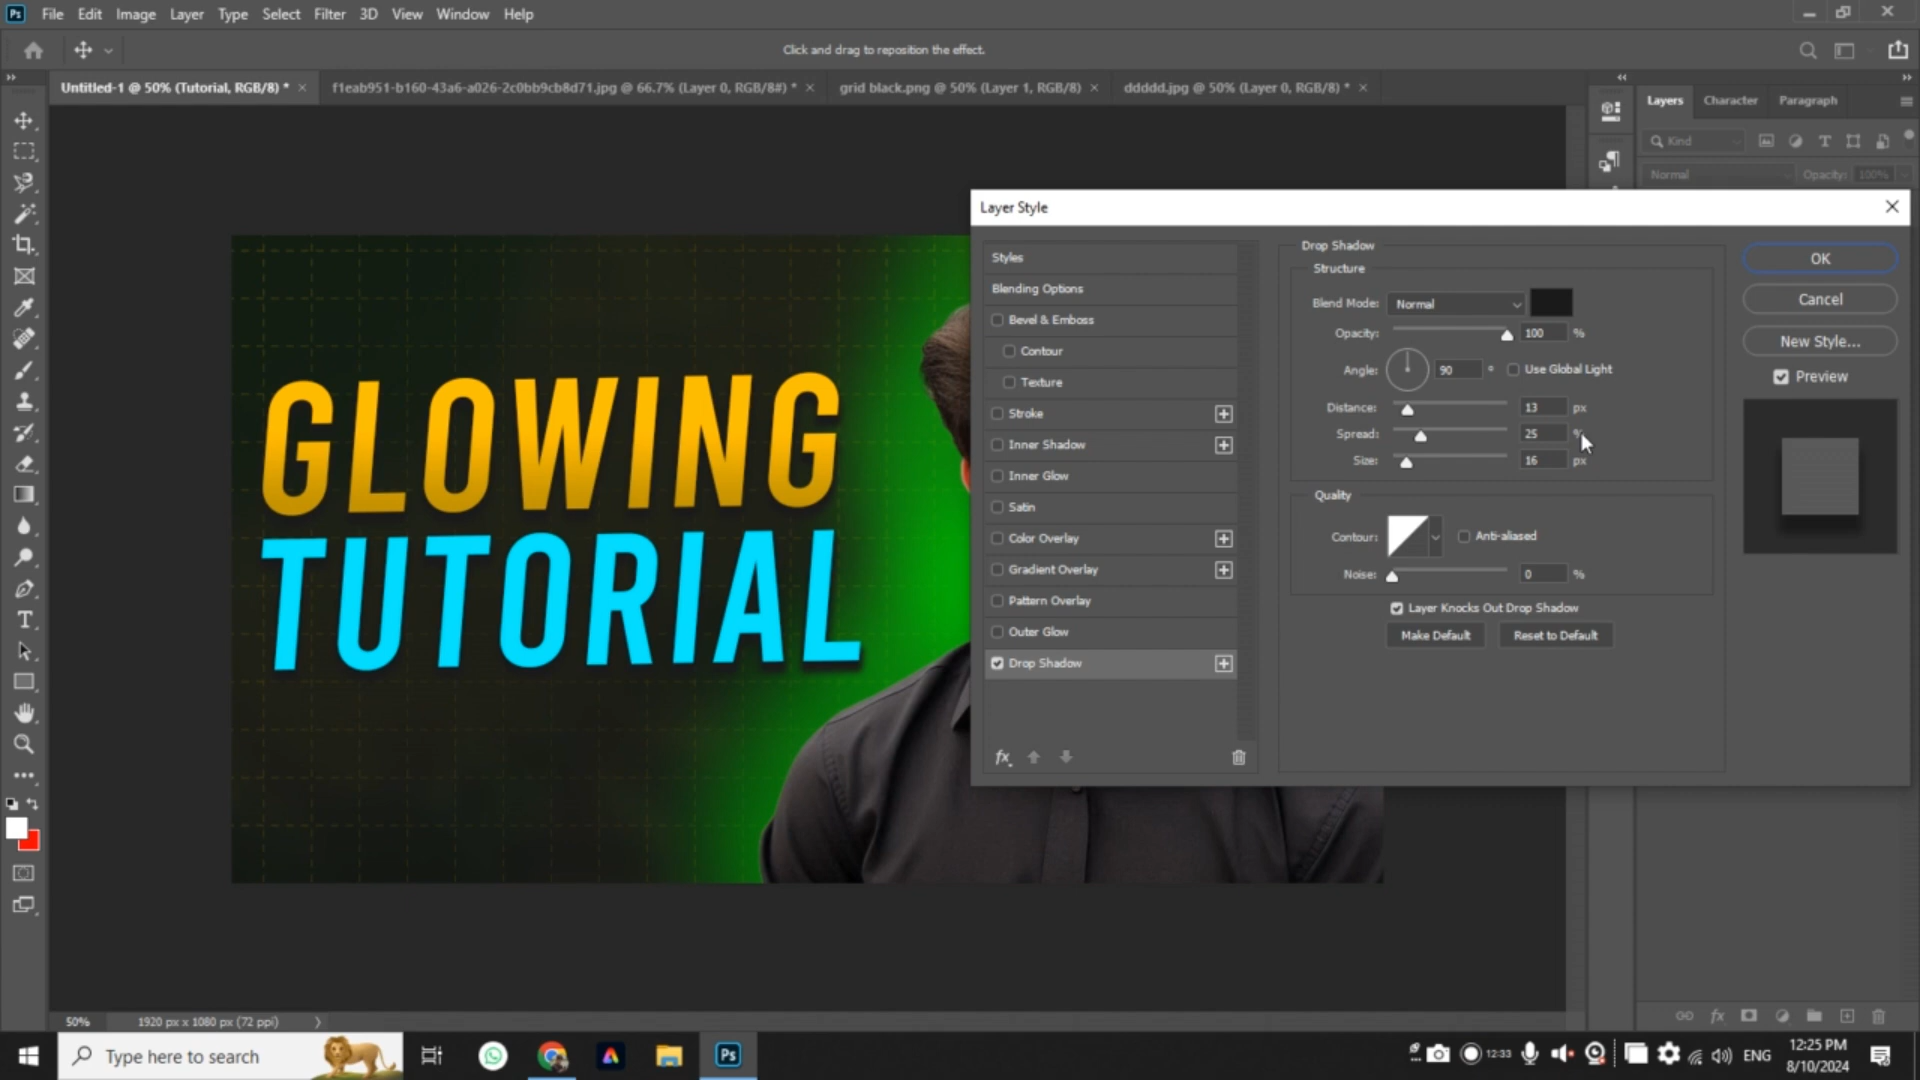 Ps File Edit Image Layer Type Select Filter 3D View Window Help
Click and drag to reposition the effect.
Untitled-1 @ 50% (Tutorial, RGB/8) * × f1eab951-b160-43a6-a026-2c0bb9cb8d71.jpg @ 66.7% (Layer 0, RGB/8#) * × grid black.png @ 50% (Layer 1, RGB/8) × ddddd.jpg @ 50% (Layer 0, RGB/8) * ×
Layers Character Paragraph
Kind
Normal Opacity: 100%
Layer Style
Styles
Blending Options
Bevel & Emboss
Contour
Texture
Stroke
Inner Shadow
Inner Glow
Satin
Color Overlay
Gradient Overlay
Pattern Overlay
Outer Glow
Drop Shadow
fx
Drop Shadow
Structure
Blend Mode: Normal
Opacity: 100 %
Angle: 90 ° Use Global Light
Distance: 13 px
Spread: 25 %
Size: 16 px
Quality
Contour: Anti-aliased
Noise: 0 %
Layer Knocks Out Drop Shadow
Make Default Reset to Default
OK
Cancel
New Style...
Preview
GLOWING
TUTORIAL
50% 1920 px x 1080 px (72 ppi)
fx
Type here to search
Ps
12:33
ENG
12:25 PM
8/10/2024